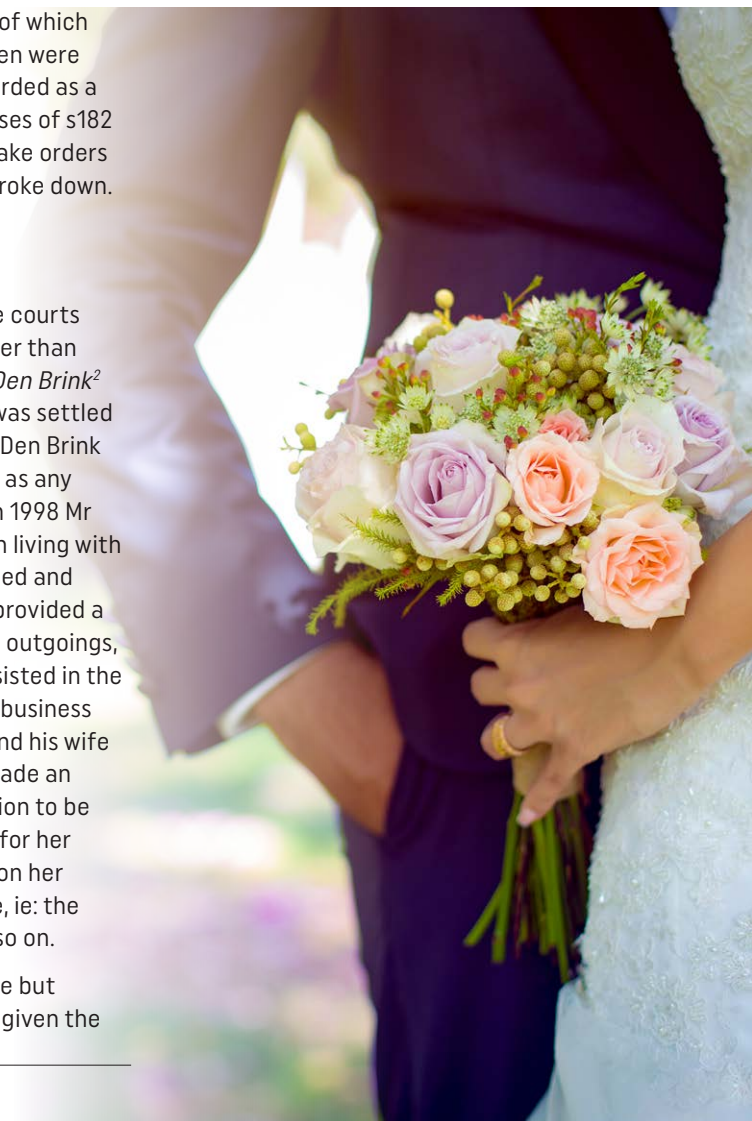 of which
en were
rded as a
ses of s182
ake orders
roke down.
e courts
er than
Den Brink2
was settled
Den Brink
as any
n 1998 Mr
n living with
ed and
provided a
outgoings,
sisted in the
business
nd his wife
ade an
ion to be
for her
on her
e, ie: the
so on.
e but
given the